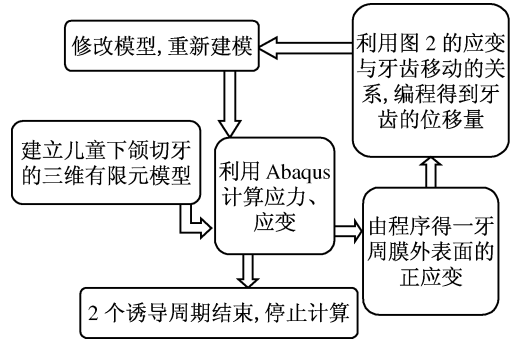 修改模型,重新建模
利用图 2 的应变
与牙齿移动的关
系,编程得到牙
齿的位移量
建立儿童下颌切牙
的三维有限元模型
利用 Abaqus
计算应力、
应变
由程序得一牙
周膜外表面的
正应变
2 个诱导周期结束,停止计算